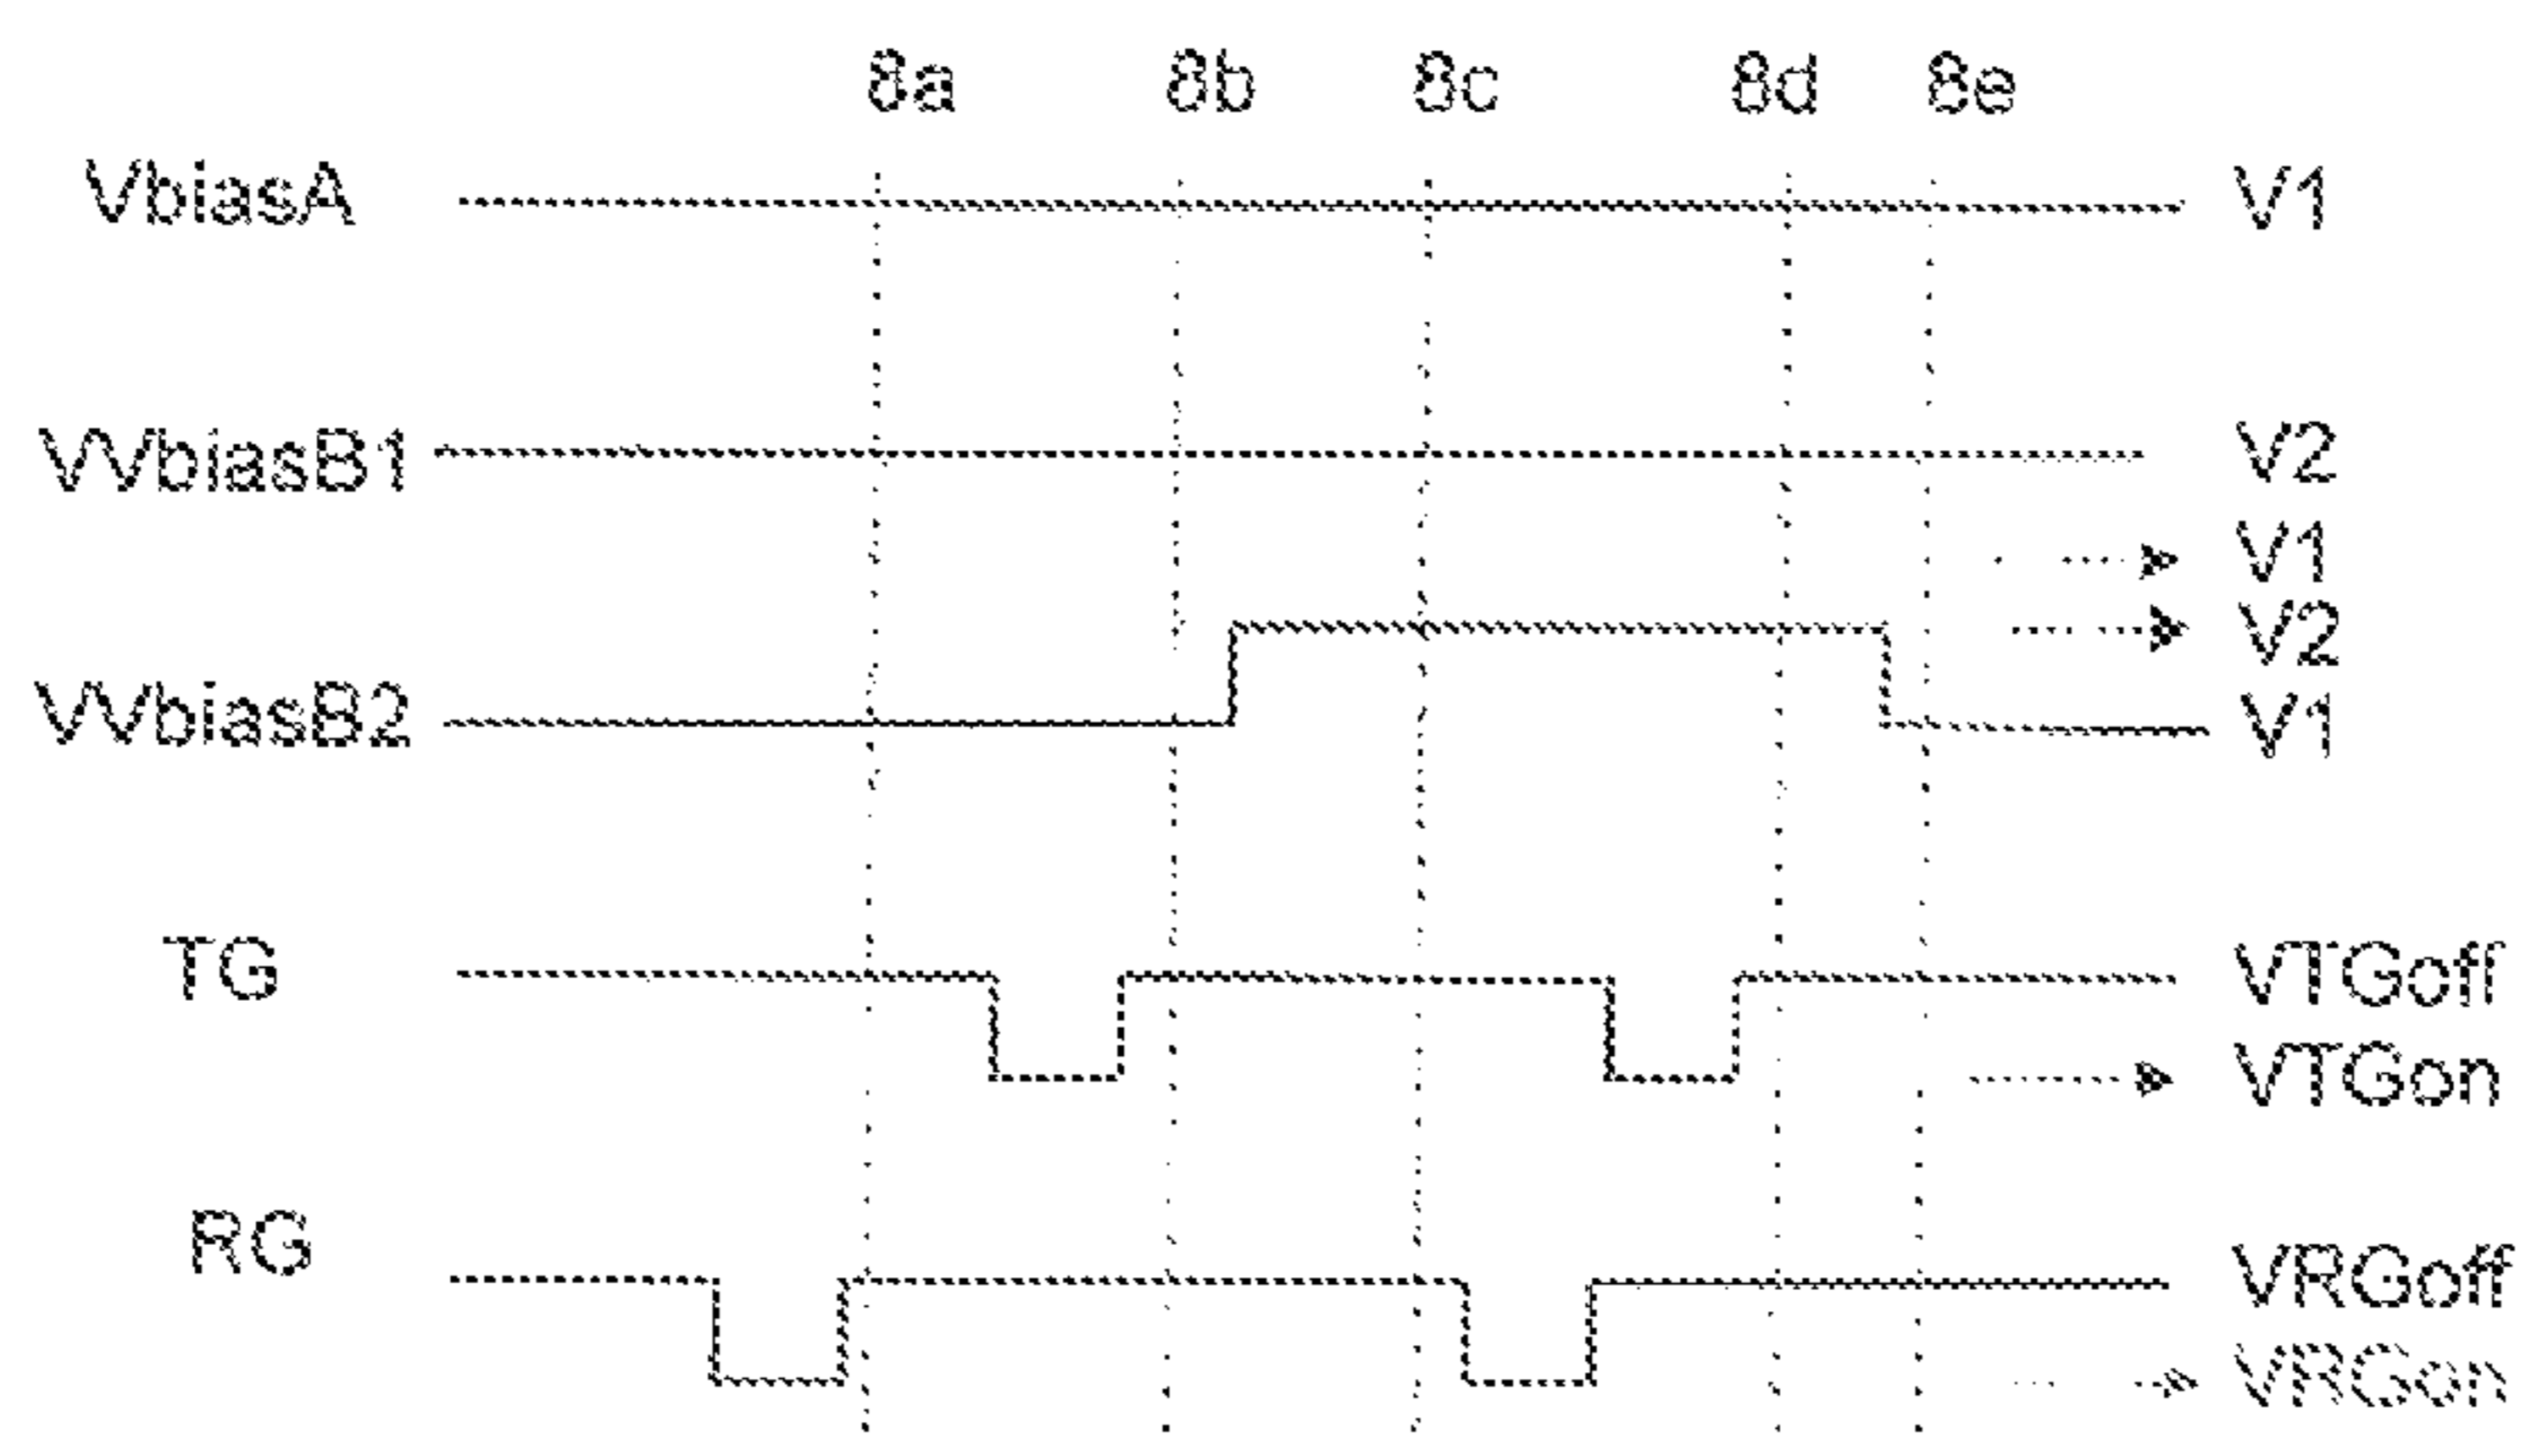 8a 8b 8c 8d 8e
VbiasA V1
VVbiasB1 V2
V1
V2
VVbiasB2 V1
TG VTGoff
VTGon
RG VRGoff
VRGon